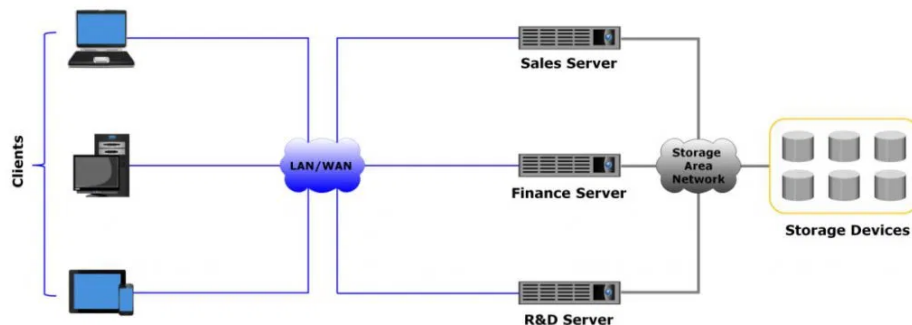 Clients
LAN/WAN
Sales Server
Finance Server
R&D Server
Storage
Area
Network
Storage Devices